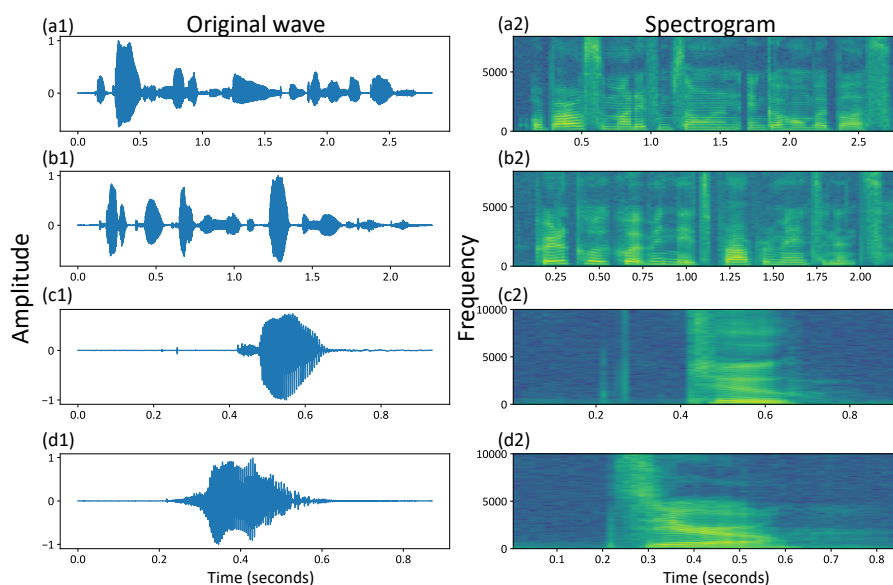 Original wave
Spectrogram
(a1)
1
0
0.0 0.5 1.0 1.5 2.0 2.5
(a2)
5000
0
0.5 1.0 1.5 2.0 2.5
(b1)
1
0
0.0 0.5 1.0 1.5 2.0
(b2)
5000
0
0.25 0.50 0.75 1.00 1.25 1.50 1.75 2.00
Amplitude
Frequency
(c1)
1
0
−1
0.0 0.2 0.4 0.6 0.8
(c2)
10000
5000
0
0.2 0.4 0.6 0.8
(d1)
1
0
−1
0.0 0.2 0.4 0.6 0.8
Time (seconds)
(d2)
10000
5000
0
0.1 0.2 0.3 0.4 0.5 0.6 0.7 0.8
Time (seconds)